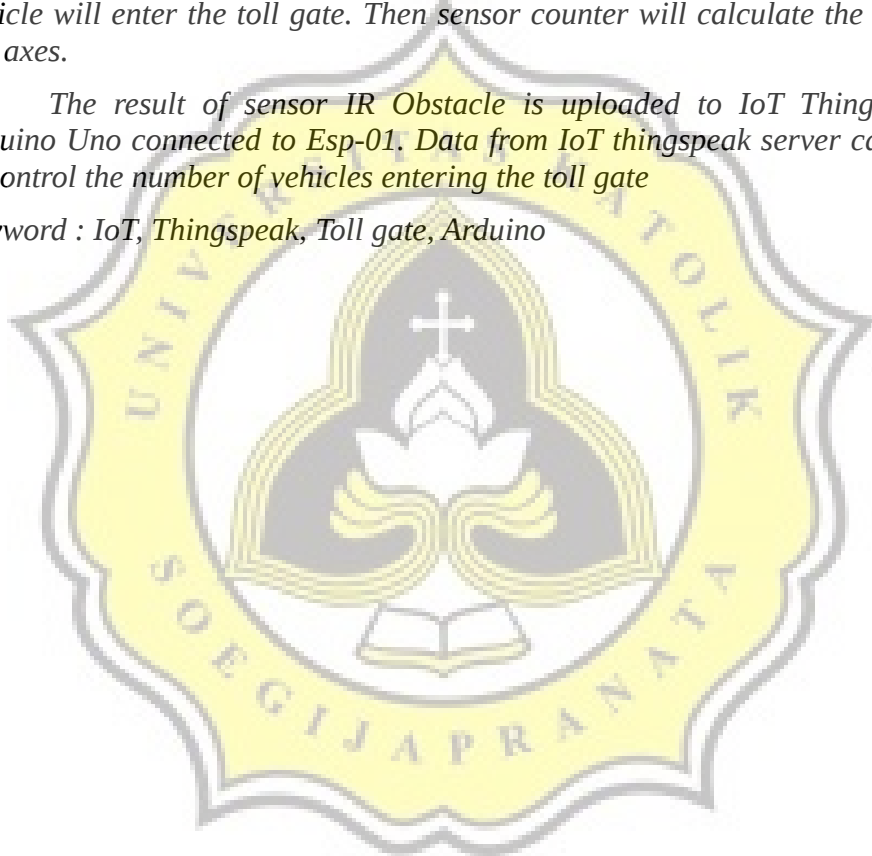 icle will enter the toll gate. Then sensor counter will calculate the
axes.
The result of sensor IR Obstacle is uploaded to IoT Thing
uino Uno connected to Esp-01. Data from IoT thingspeak server ca
ontrol the number of vehicles entering the toll gate
word : IoT, Thingspeak, Toll gate, Arduino
UNIVERSITAS KATOLIK
SOEGIJAPRANATA